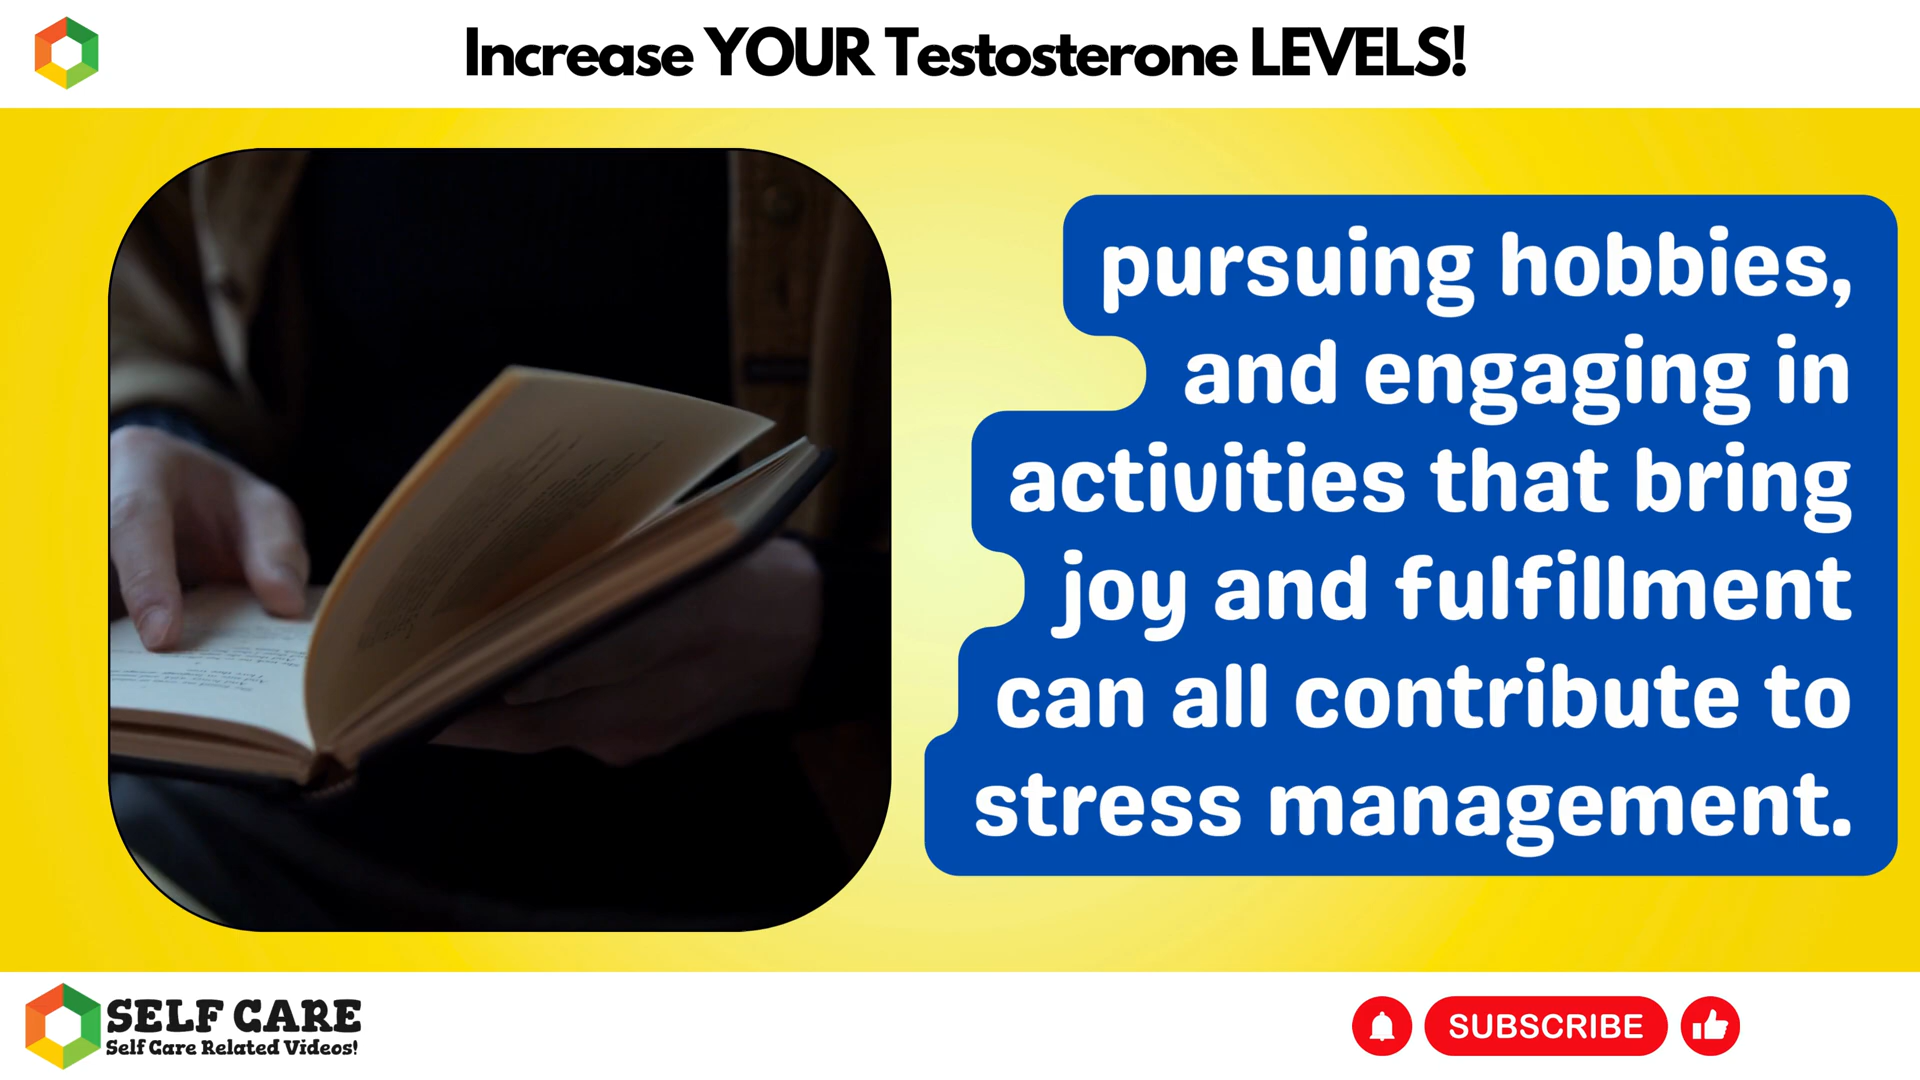 Increase YOUR Testosterone LEVELS!
pursuing hobbies,
and engaging in
activities that bring
joy and fulfillment
can all contribute to
stress management.
SELF CARE
Self Care Related Videos!
SUBSCRIBE